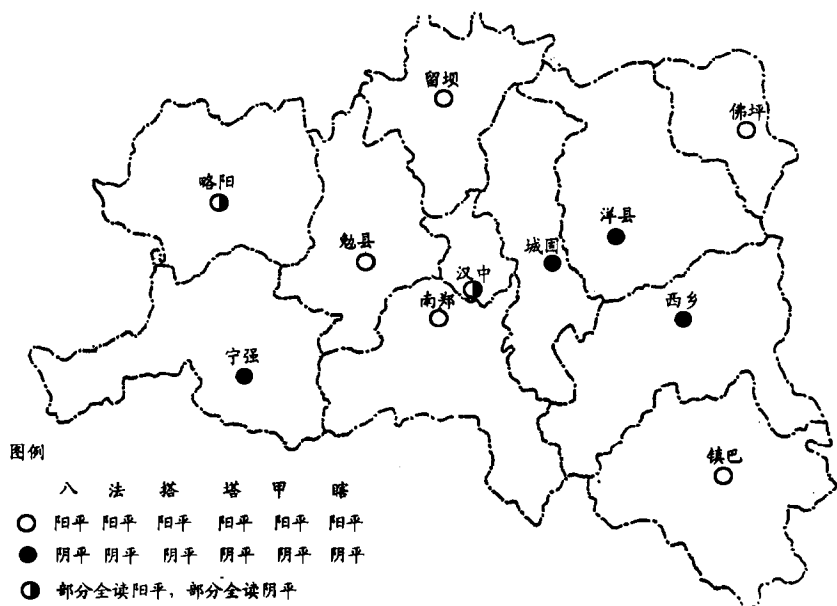 留坝
佛坪
略阳
洋县
勉县
城固
汉中
西乡
南郑
宁强
镇巴
图例
八 法 搭 塔 甲 瞎
阳平 阳平 阳平 阳平 阳平 阳平
阴平 阴平 阴平 阴平 阴平 阴平
部分全读阳平，部分全读阴平